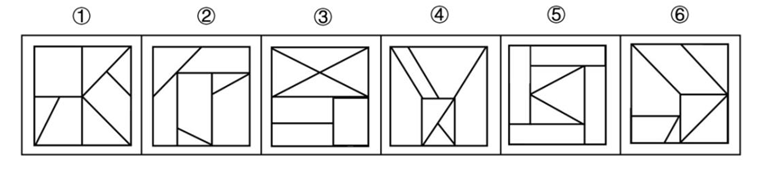 ① ② ③ ④ ⑤ ⑥